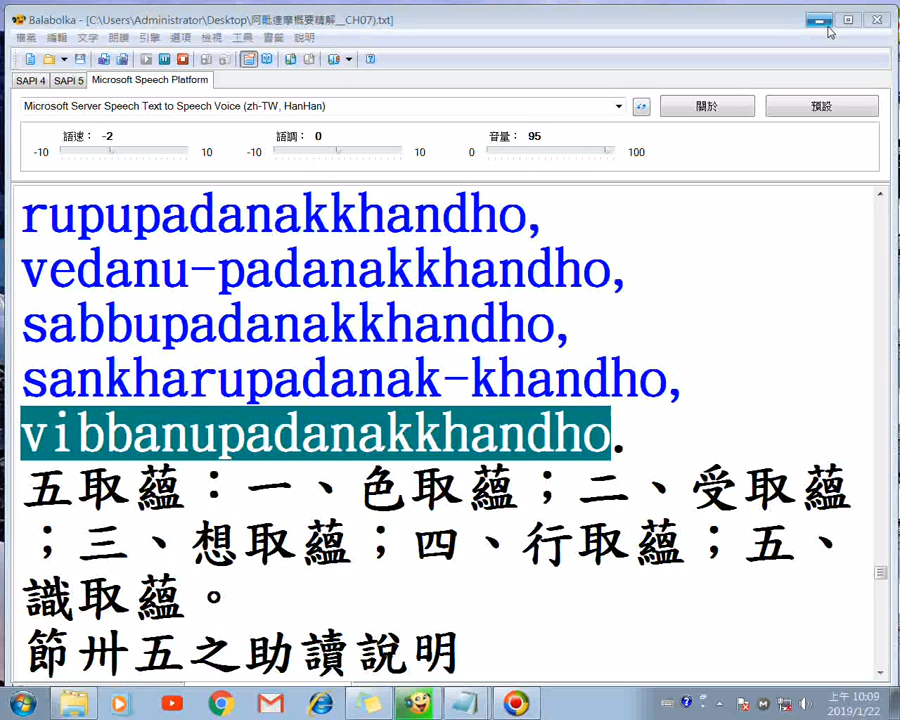 Balabolka - [C:\Users\Administrator\Desktop\阿毗達摩概要精解__CH07).txt]
檔案 編輯 文字 朗讀 引擎 選項 檢視 工具 書籤 說明
SAPI 4 SAPI 5 Microsoft Speech Platform
Microsoft Server Speech Text to Speech Voice (zh-TW, HanHan) 關於 預設
語速： -2 語調： 0 音量： 95
-10 10 -10 10 0 100
rupupadanakkhandho,
vedanu-padanakkhandho,
sabbupadanakkhandho,
sankharupadanak-khandho,
vibbanupadanakkhandho.
五取蘊：一、色取蘊；二、受取蘊
；三、想取蘊；四、行取蘊；五、
識取蘊。
節卅五之助讀說明
上午 10:09
2019/1/22